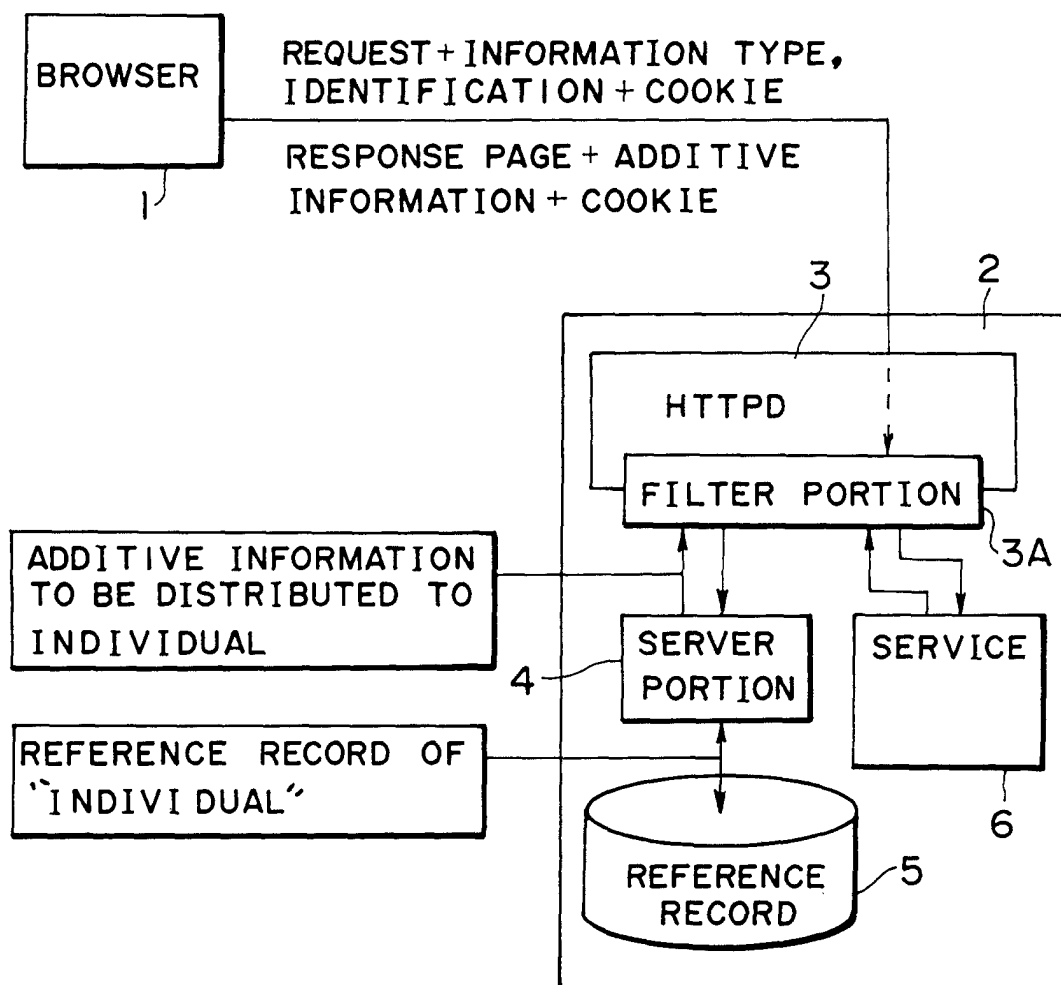 BROWSER
1
REQUEST + INFORMATION TYPE,
IDENTIFICATION + COOKIE
RESPONSE PAGE + ADDITIVE
INFORMATION + COOKIE
2
3
HTTPD
FILTER PORTION
3A
ADDITIVE INFORMATION
TO BE DISTRIBUTED TO
INDIVIDUAL
4
SERVER
PORTION
SERVICE
6
REFERENCE RECORD OF
"INDIVIDUAL"
5
REFERENCE
RECORD